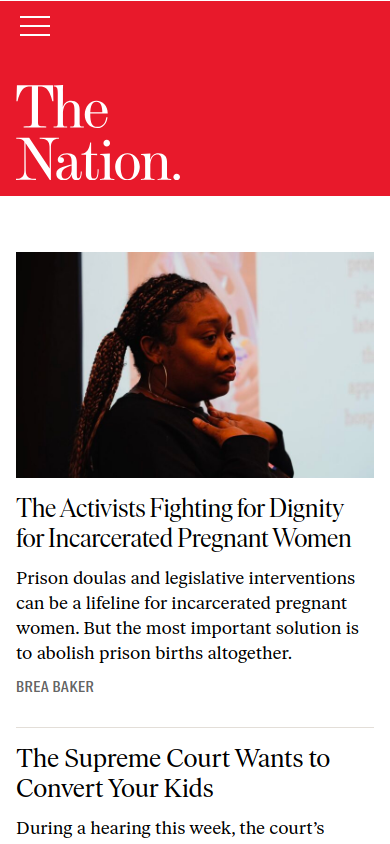 The
Nation.
The Activists Fighting for Dignity
for Incarcerated Pregnant Women
Prison doulas and legislative interventions
can be a lifeline for incarcerated pregnant
women. But the most important solution is
to abolish prison births altogether.
BREA BAKER
The Supreme Court Wants to
Convert Your Kids
During a hearing this week, the court’s